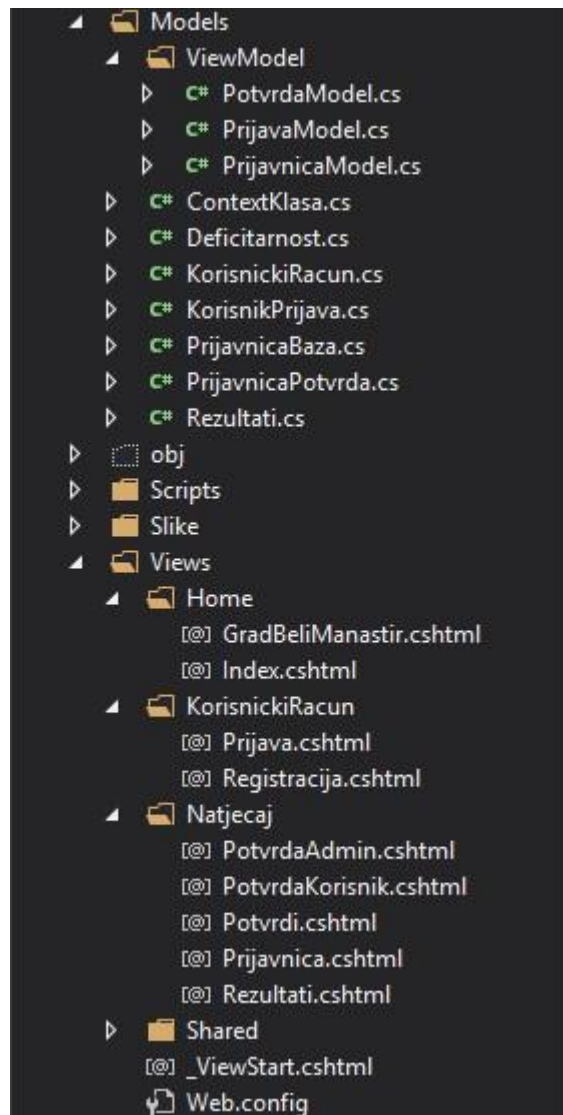 Models
ViewModel
C# PotvrdaModel.cs
C# PrijavaModel.cs
C# PrijavnicaModel.cs
C# ContextKlasa.cs
C# Deficitarnost.cs
C# KorisnickiRacun.cs
C# KorisnikPrijava.cs
C# PrijavnicaBaza.cs
C# PrijavnicaPotvrda.cs
C# Rezultati.cs
obj
Scripts
Slike
Views
Home
[@] GradBeliManastir.cshtml
[@] Index.cshtml
KorisnickiRacun
[@] Prijava.cshtml
[@] Registracija.cshtml
Natjecaj
[@] PotvrdaAdmin.cshtml
[@] PotvrdaKorisnik.cshtml
[@] Potvrdi.cshtml
[@] Prijavnica.cshtml
[@] Rezultati.cshtml
Shared
[@] _ViewStart.cshtml
Web.config